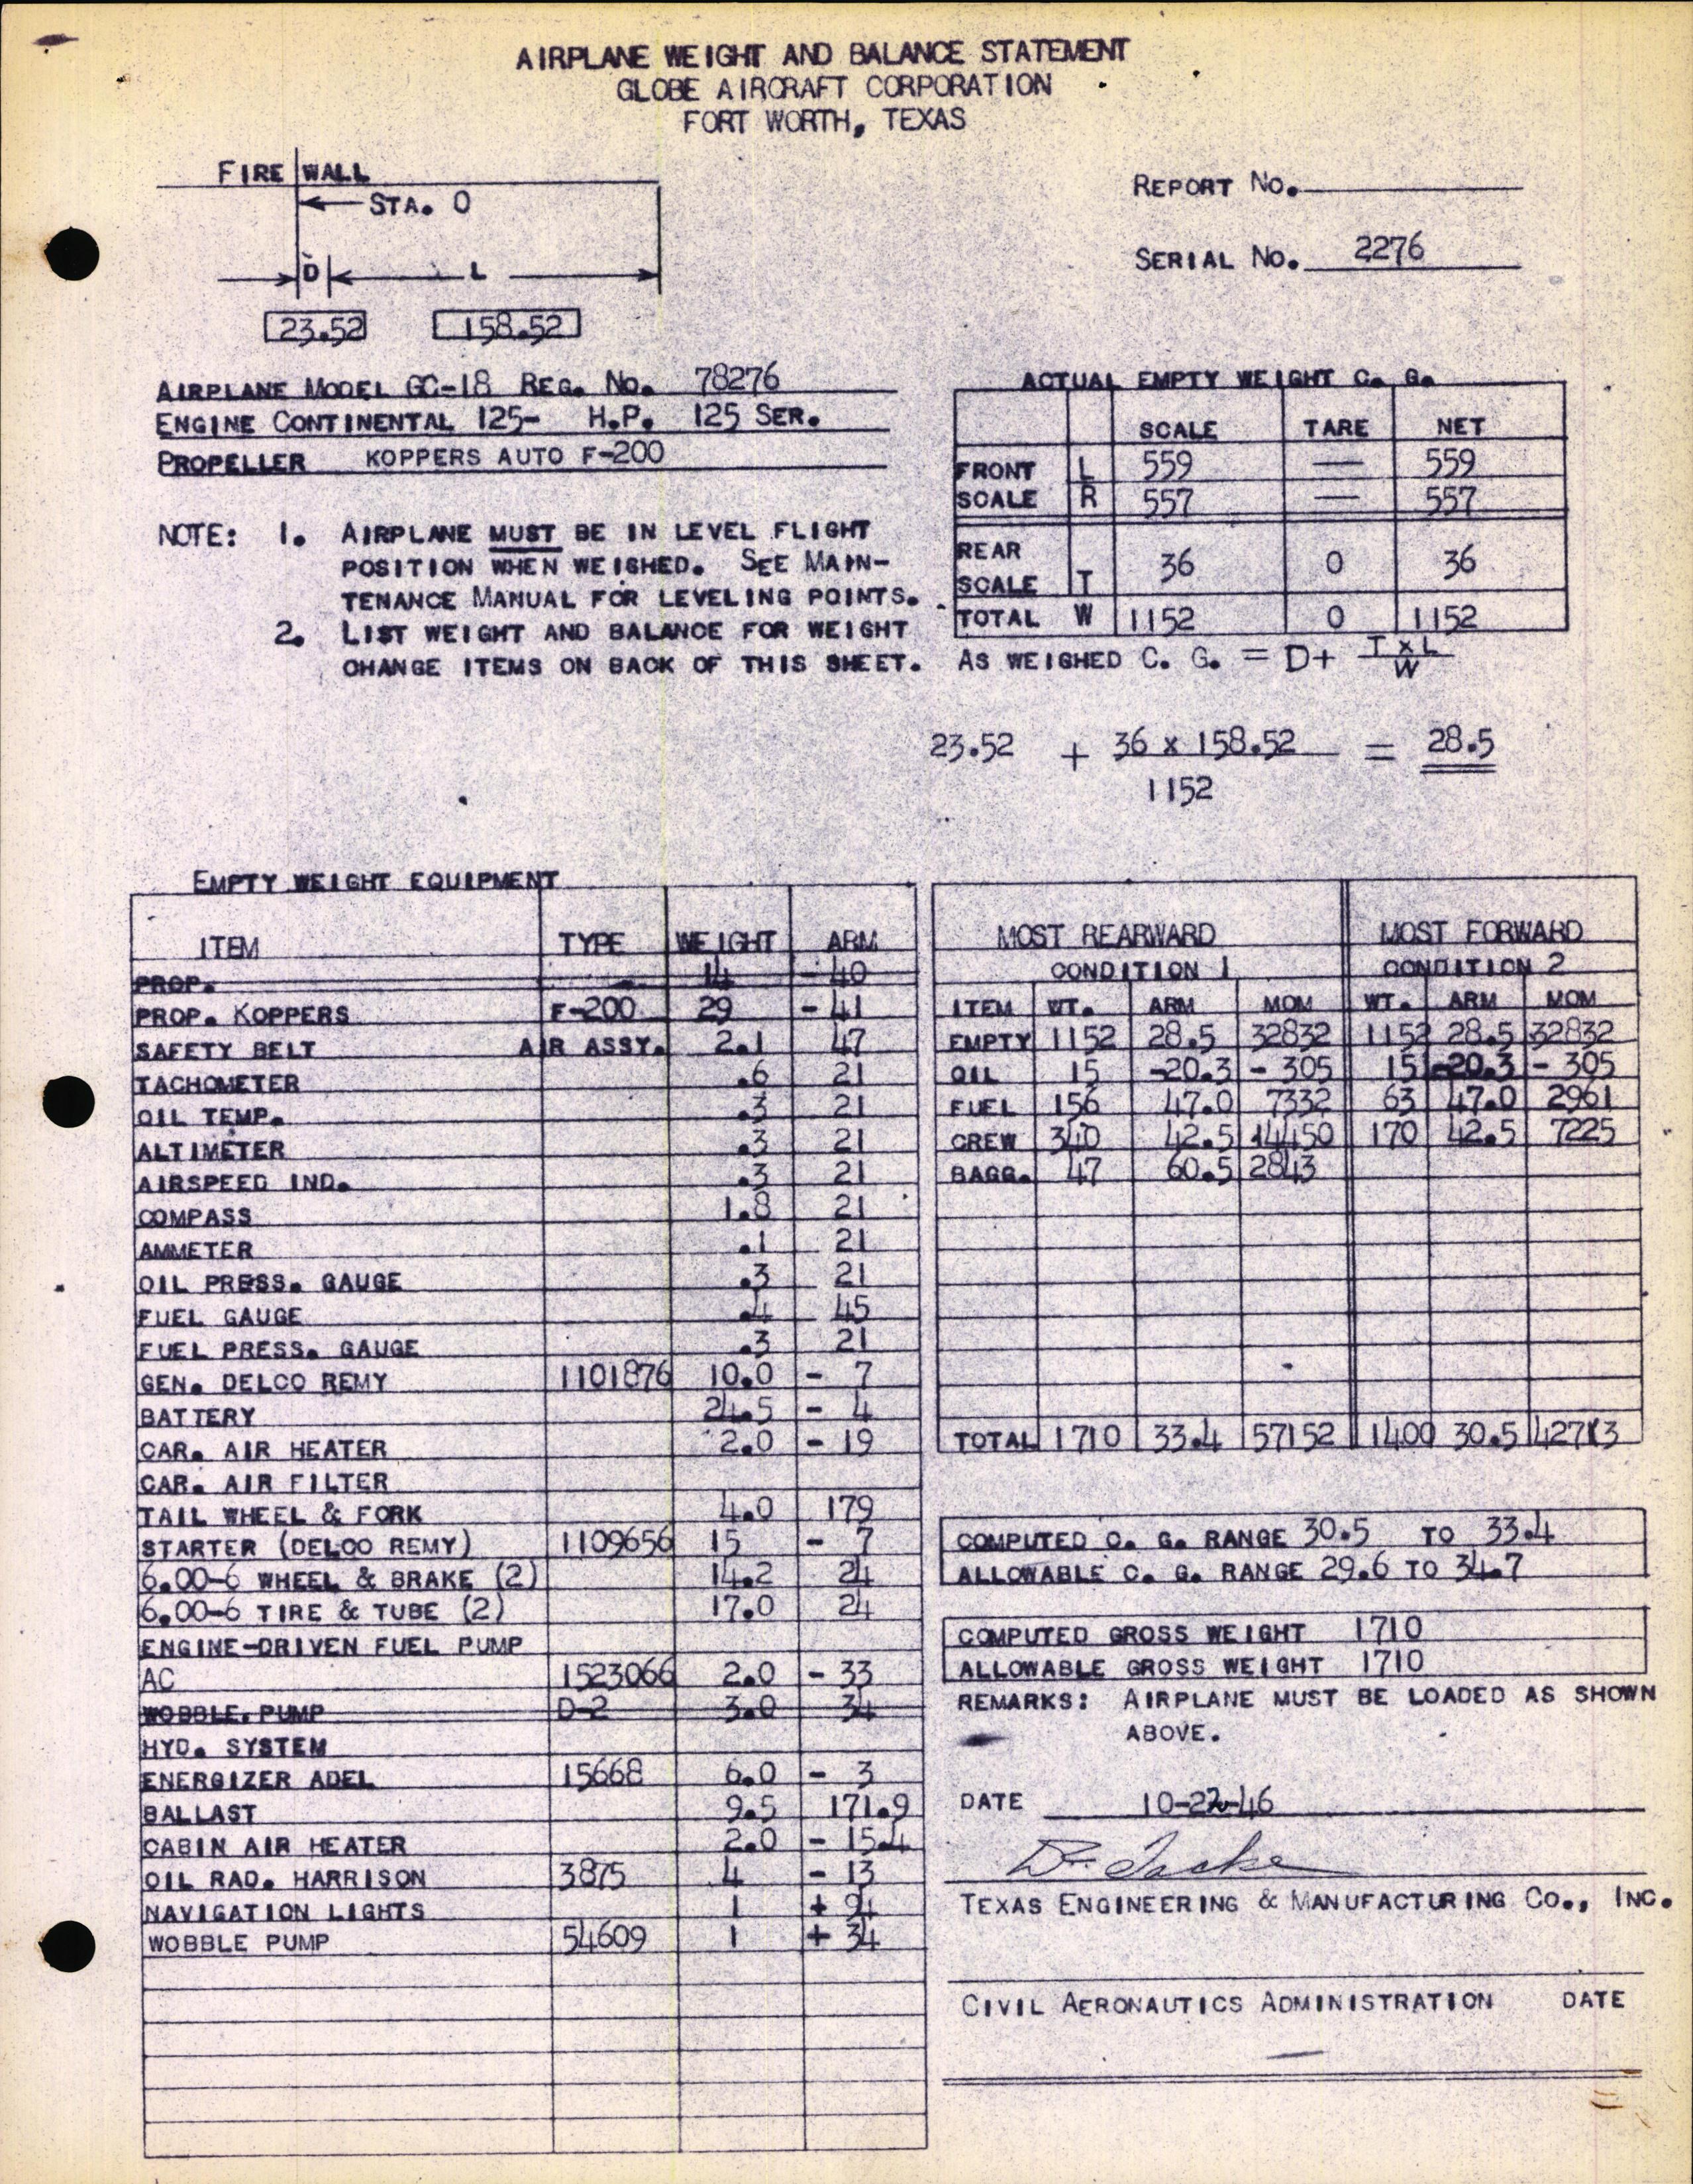 AIRPLANE WEIGHT AND BALANCE STATEMENT
GLOBE AIRCRAFT CORPORATION
FORT WORTH, TEXAS
FIRE WALL
STA. O
D L
23.52 158.52
REPORT NO.
SERIAL NO. 2276
AIRPLANE MODEL GC-18 REG. NO. 78276
ENGINE CONTINENTAL 125- H.P. 125 SER.
PROPELLER KOPPERS AUTO F-200
NOTE: 1. AIRPLANE MUST BE IN LEVEL FLIGHT
POSITION WHEN WEIGHED. SEE MAIN-
TENANCE MANUAL FOR LEVELING POINTS.
2. LIST WEIGHT AND BALANCE FOR WEIGHT
CHANGE ITEMS ON BACK OF THIS SHEET.
ACTUAL EMPTY WEIGHT C. G.
SCALE TARE NET
FRONT L 559 — 559
SCALE R 557 — 557
REAR
SCALE T 36 0 36
TOTAL W 1152 0 1152
AS WEIGHED C. G. = D+ T x L
W
23.52 + 36 x 158.52 = 28.5
1152
EMPTY WEIGHT EQUIPMENT
ITEM TYPE WEIGHT ARM
PROP. 14 - 40
PROP. KOPPERS F-200 29 - 41
SAFETY BELT AIR ASSY. 2.1 47
TACHOMETER .6 21
OIL TEMP. .3 21
ALTIMETER .3 21
AIRSPEED IND. .3 21
COMPASS 1.8 21
AMMETER .1 21
OIL PRESS. GAUGE .3 21
FUEL GAUGE .4 45
FUEL PRESS. GAUGE .3 21
GEN. DELCO REMY 1101876 10.0 - 7
BATTERY 24.5 - 4
CAR. AIR HEATER 2.0 - 19
CAR. AIR FILTER
TAIL WHEEL & FORK 4.0 179
STARTER (DELCO REMY) 1109656 15 - 7
6.00-6 WHEEL & BRAKE (2) 14.2 24
6.00-6 TIRE & TUBE (2) 17.0 24
ENGINE-DRIVEN FUEL PUMP
AC 1523066 2.0 - 33
WOBBLE PUMP D-2 3.0 34
HYD. SYSTEM
ENERGIZER ADEL 15668 6.0 - 3
BALLAST 9.5 171.9
CABIN AIR HEATER 2.0 - 15.4
OIL RAD. HARRISON 3875 4 - 13
NAVIGATION LIGHTS 1 + 94
WOBBLE PUMP 54609 1 + 34
MOST REARWARD MOST FORWARD
CONDITION 1 CONDITION 2
ITEM WT. ARM MOM WT. ARM MOM
EMPTY 1152 28.5 32832 1152 28.5 32832
OIL 15 -20.3 - 305 15 -20.3 - 305
FUEL 156 47.0 7332 63 47.0 2961
CREW 340 42.5 14450 170 42.5 7225
BAGG. 47 60.5 2843
TOTAL 1710 33.4 57152 1400 30.5 42713
COMPUTED C. G. RANGE 30.5 TO 33.4
ALLOWABLE C. G. RANGE 29.6 TO 34.7
COMPUTED GROSS WEIGHT 1710
ALLOWABLE GROSS WEIGHT 1710
REMARKS: AIRPLANE MUST BE LOADED AS SHOWN
ABOVE.
DATE 10-22-46
TEXAS ENGINEERING & MANUFACTURING CO., INC.
CIVIL AERONAUTICS ADMINISTRATION DATE